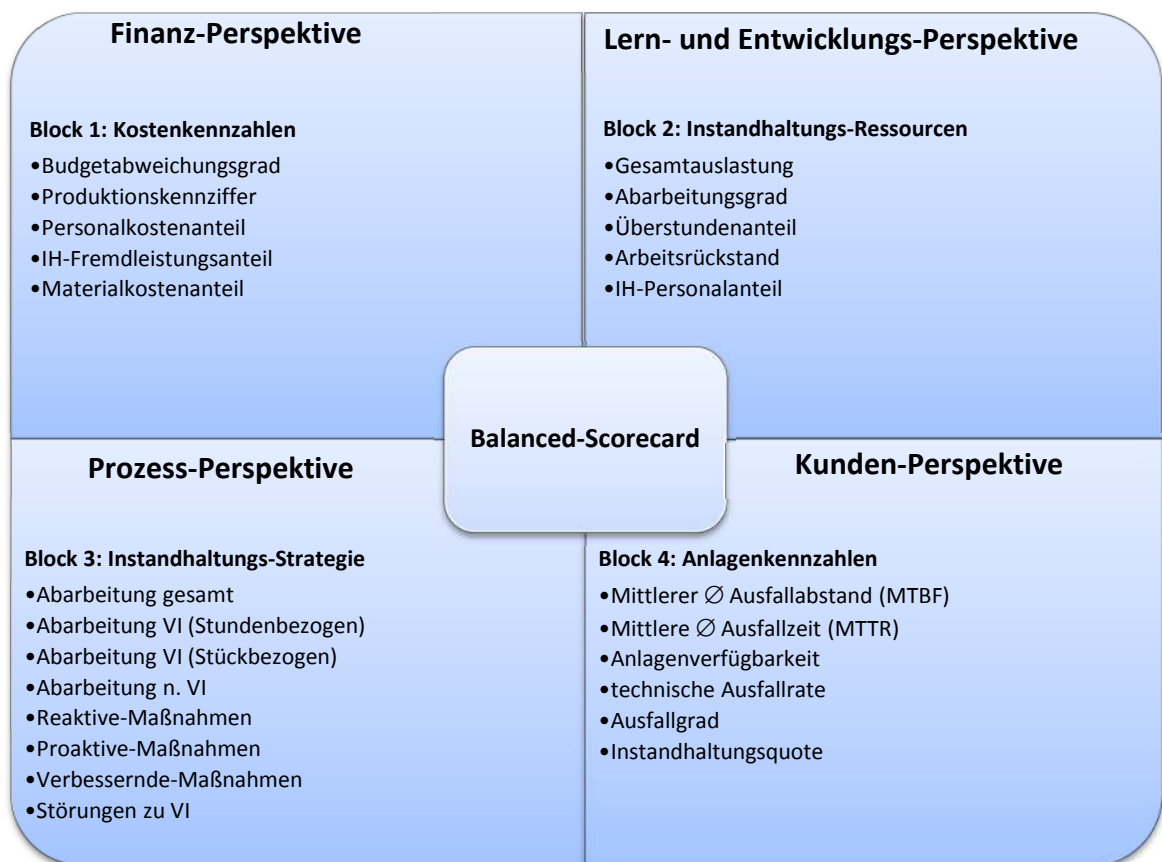 Finanz-Perspektive
Block 1: Kostenkennzahlen
•Budgetabweichungsgrad
•Produktionskennziffer
•Personalkostenanteil
•IH-Fremdleistungsanteil
•Materialkostenanteil
Lern- und Entwicklungs-Perspektive
Block 2: Instandhaltungs-Ressourcen
•Gesamtauslastung
•Abarbeitungsgrad
•Überstundenanteil
•Arbeitsrückstand
•IH-Personalanteil
Balanced-Scorecard
Prozess-Perspektive
Block 3: Instandhaltungs-Strategie
•Abarbeitung gesamt
•Abarbeitung VI (Stundenbezogen)
•Abarbeitung VI (Stückbezogen)
•Abarbeitung n. VI
•Reaktive-Maßnahmen
•Proaktive-Maßnahmen
•Verbessernde-Maßnahmen
•Störungen zu VI
Kunden-Perspektive
Block 4: Anlagenkennzahlen
•Mittlerer ∅ Ausfallabstand (MTBF)
•Mittlere ∅ Ausfallzeit (MTTR)
•Anlagenverfügbarkeit
•technische Ausfallrate
•Ausfallgrad
•Instandhaltungsquote